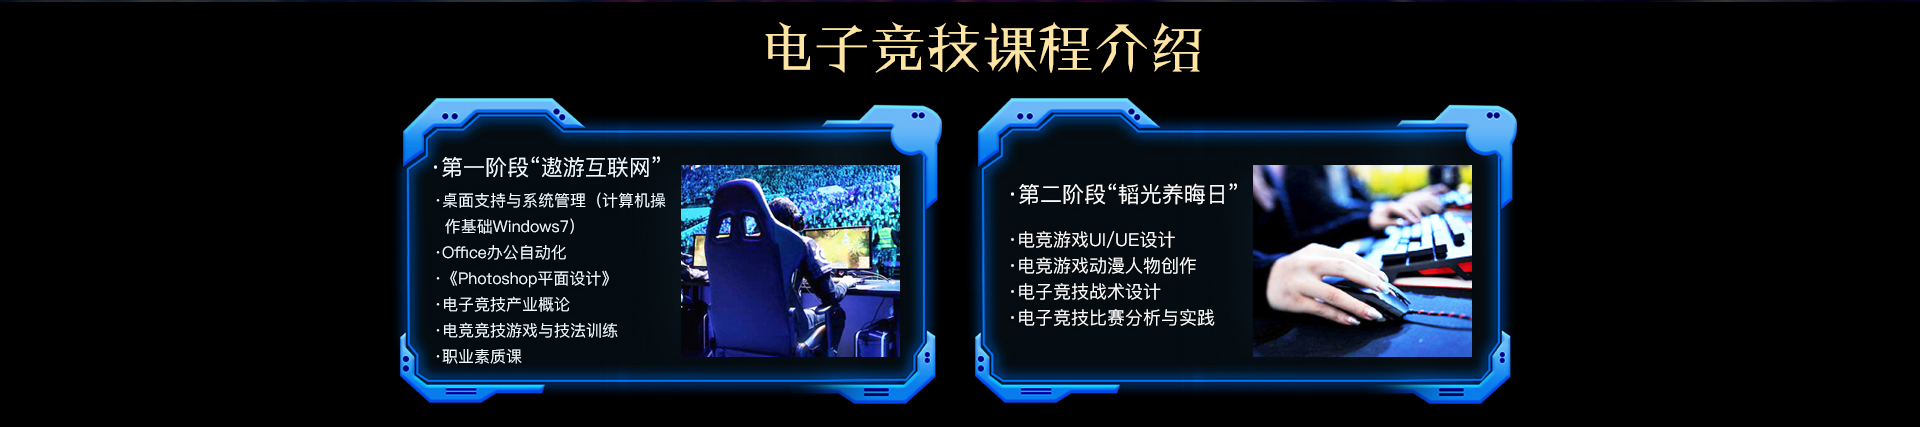 电子竞技课程介绍
·第一阶段“遨游互联网”
·桌面支持与系统管理（计算机操
作基础Windows7）
·Office办公自动化
·《Photoshop平面设计》
·电子竞技产业概论
·电竞竞技游戏与技法训练
·职业素质课
·第二阶段“韬光养晦日”
·电竞游戏UI/UE设计
·电竞游戏动漫人物创作
·电子竞技战术设计
·电子竞技比赛分析与实践